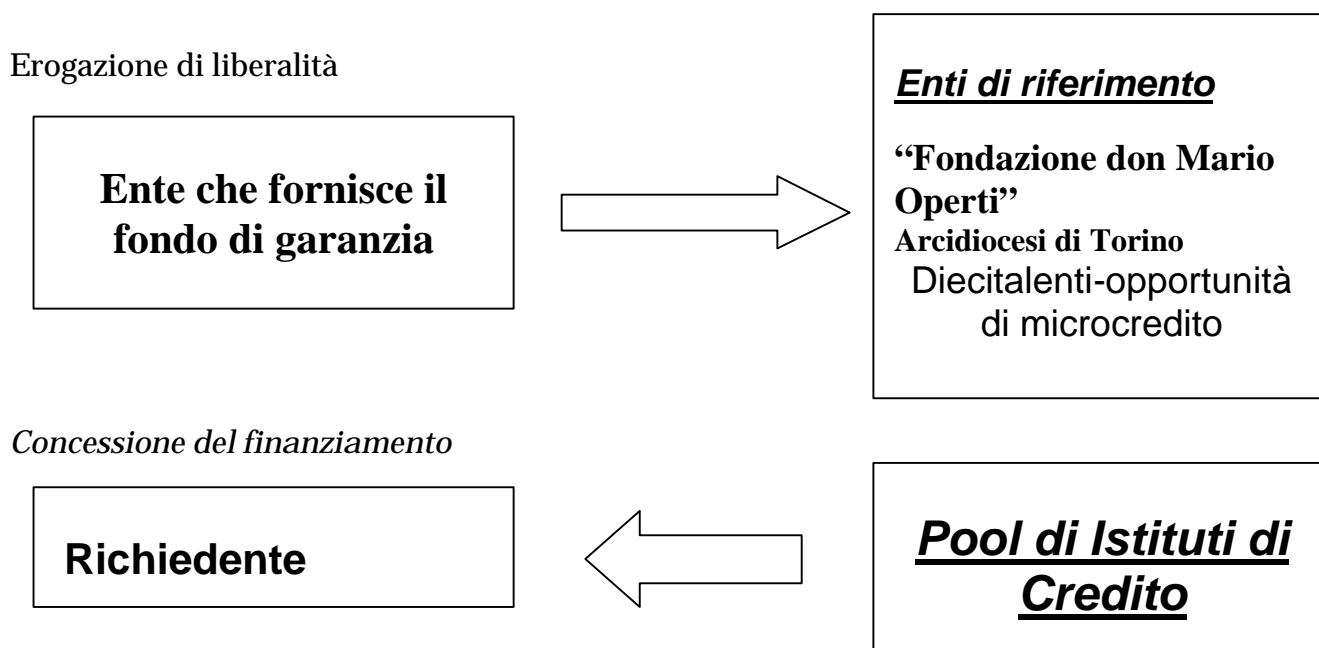 Erogazione di liberalità
Ente che fornisce il
fondo di garanzia
Enti di riferimento
“Fondazione don Mario
Operti”
Arcidiocesi di Torino
Diecitalenti-opportunità
di microcredito
Concessione del finanziamento
Richiedente
Pool di Istituti di
Credito